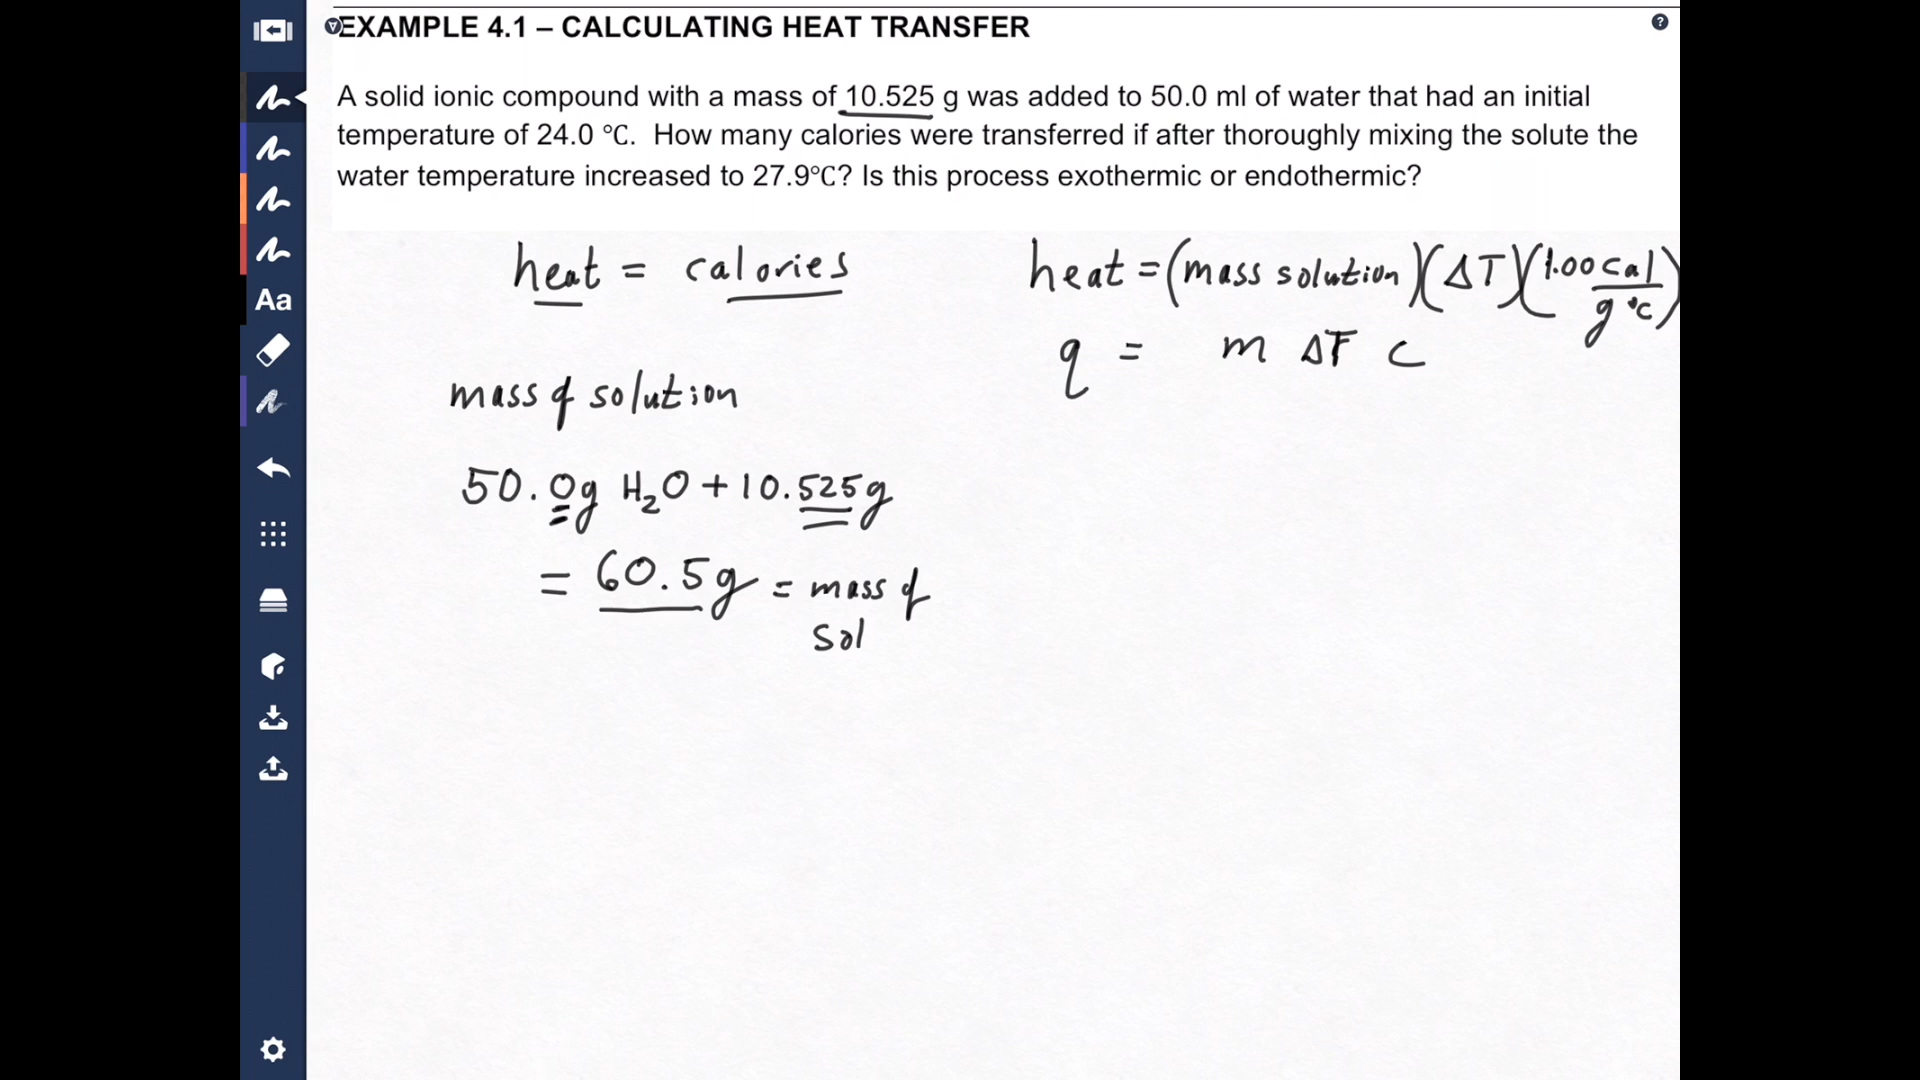 EXAMPLE 4.1 – CALCULATING HEAT TRANSFER
A solid ionic compound with a mass of 10.525 g was added to 50.0 ml of water that had an initial
temperature of 24.0 °C. How many calories were transferred if after thoroughly mixing the solute the
water temperature increased to 27.9°C? Is this process exothermic or endothermic?
heat = calories
heat = (mass solution)(ΔT)(1.00 cal / g °C)
q = m ΔT C
mass of solution
50.0g H₂O + 10.525g
= 60.5g = mass of
sol
Aa